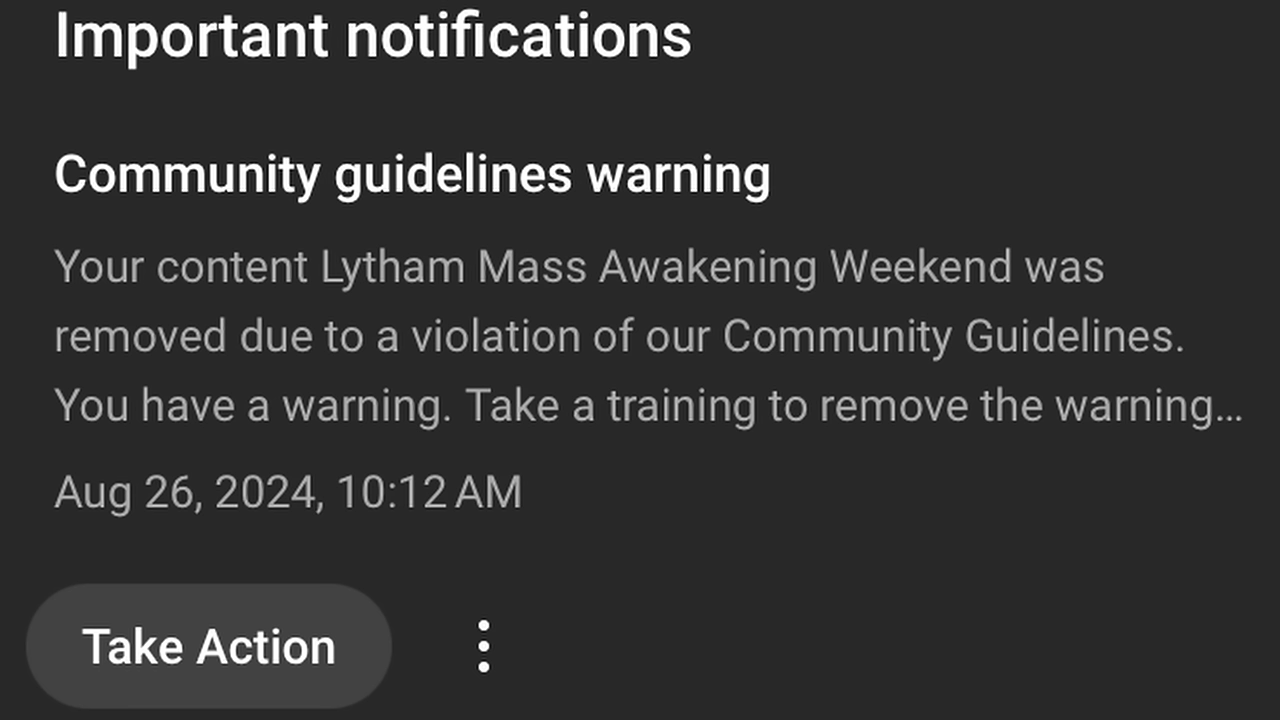 Important notifications
Community guidelines warning
Your content Lytham Mass Awakening Weekend was
removed due to a violation of our Community Guidelines.
You have a warning. Take a training to remove the warning...
Aug 26, 2024, 10:12 AM
Take Action